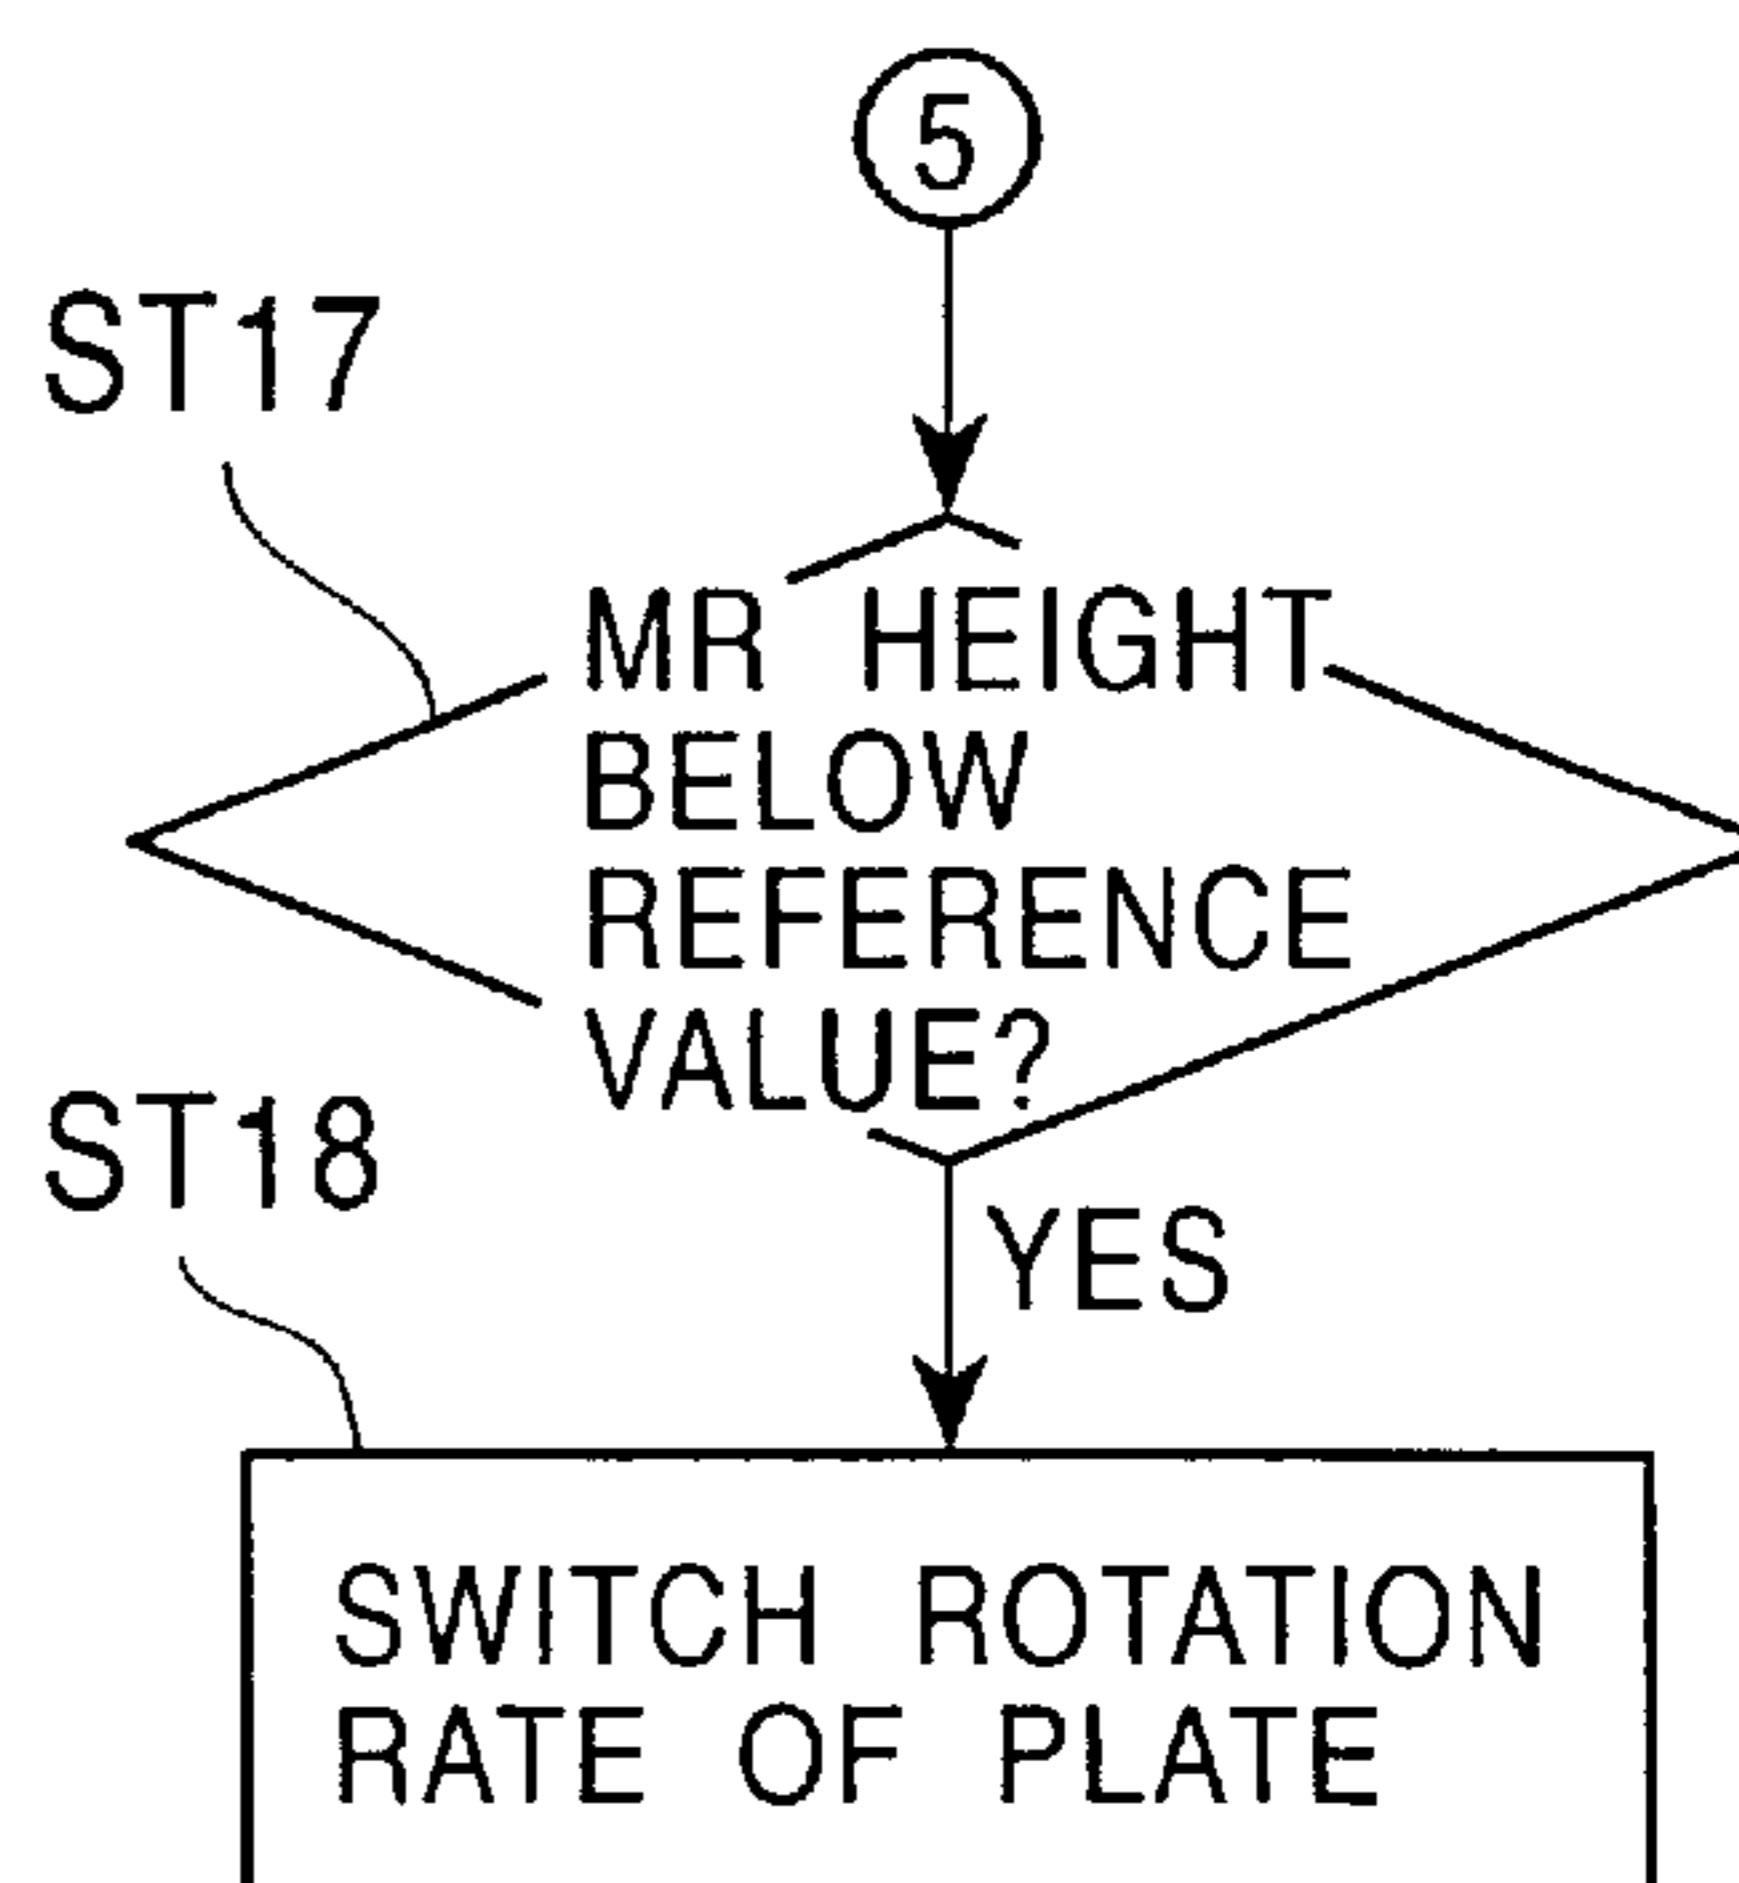 5
ST17
MR HEIGHT
BELOW
REFERENCE
VALUE?
ST18
YES
SWITCH ROTATION
RATE OF PLATE